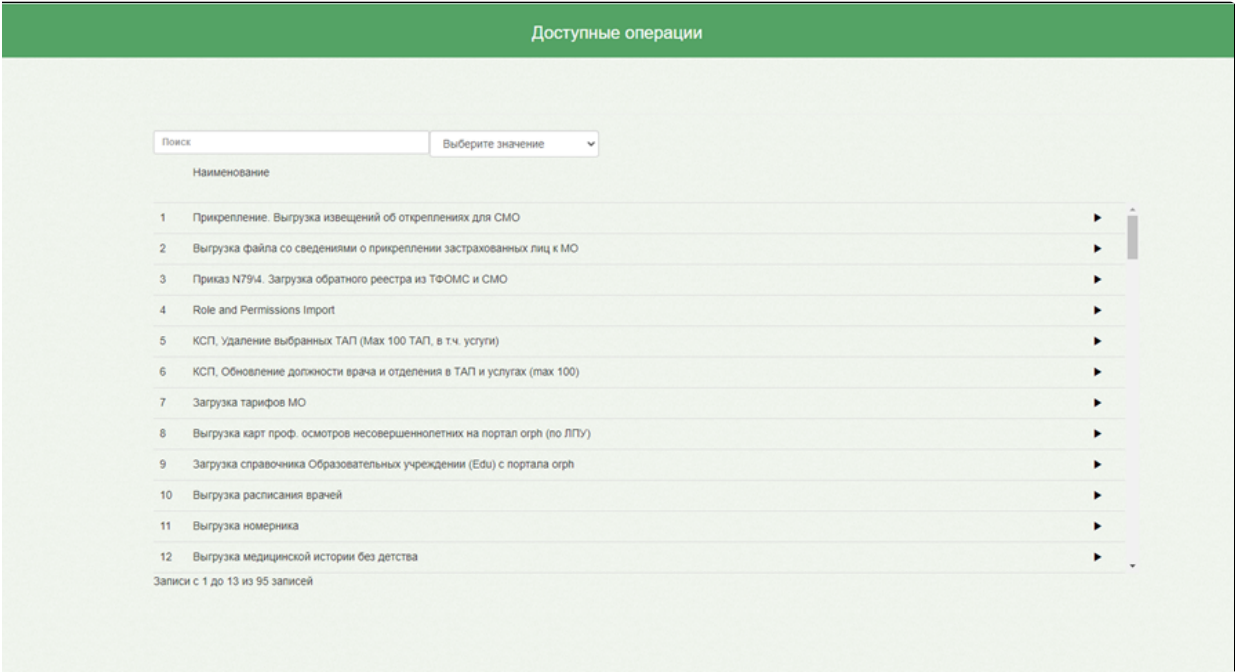 Доступные операции
Поиск
Выберите значение
Наименование
1 Прикрепление. Выгрузка извещений об откреплениях для СМО
2 Выгрузка файла со сведениями о прикреплении застрахованных лиц к МО
3 Приказ N79\4. Загрузка обратного реестра из ТФОМС и СМО
4 Role and Permissions Import
5 КСП, Удаление выбранных ТАП (Max 100 ТАП, в т.ч. услуги)
6 КСП, Обновление должности врача и отделения в ТАП и услугах (max 100)
7 Загрузка тарифов МО
8 Выгрузка карт проф. осмотров несовершеннолетних на портал orph (по ЛПУ)
9 Загрузка справочника Образовательных учреждении (Edu) с портала orph
10 Выгрузка расписания врачей
11 Выгрузка номерника
12 Выгрузка медицинской истории без детства
Записи с 1 до 13 из 95 записей